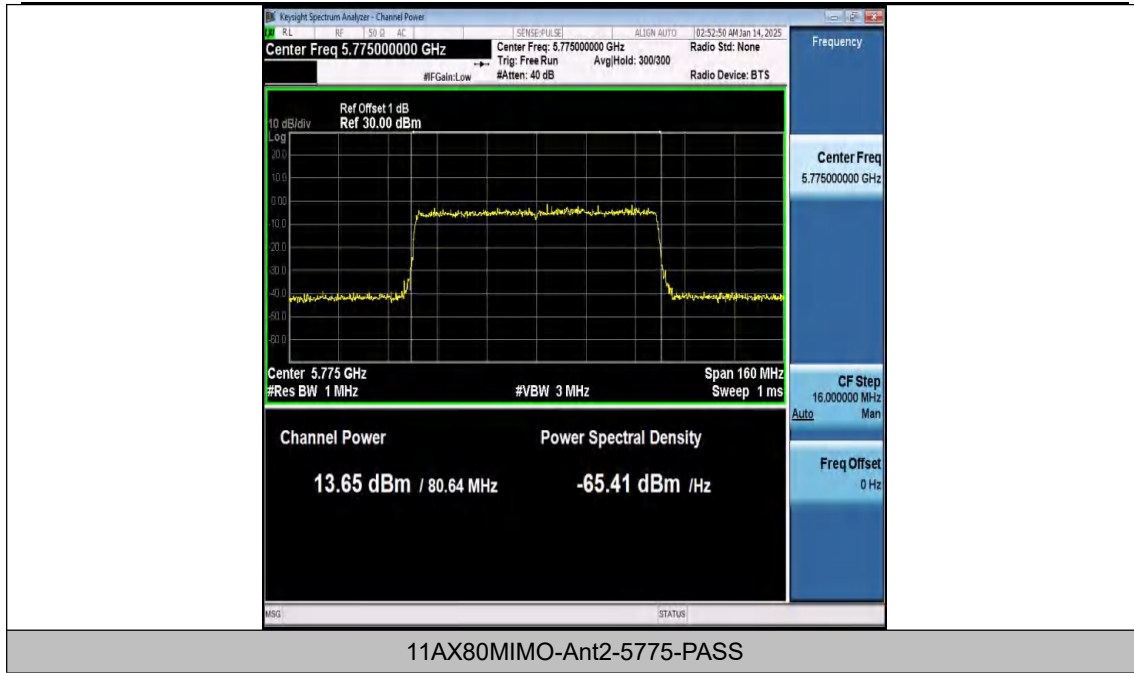 Keysight Spectrum Analyzer - Channel Power
RL RF 50 Ω AC SENSE:PULSE ALIGN AUTO 02:52:50 AM Jan 14, 2025
Center Freq 5.775000000 GHz
Center Freq: 5.775000000 GHz
Radio Std: None
Trig: Free Run Avg|Hold: 300/300
#IFGain:Low
#Atten: 40 dB
Radio Device: BTS
Frequency
Ref Offset 1 dB
10 dB/div Ref 30.00 dBm
Log
20.0
10.0
0.00
-10.0
-20.0
-30.0
-40.0
-50.0
-60.0
Center 5.775 GHz
Span 160 MHz
#Res BW 1 MHz
#VBW 3 MHz
Sweep 1 ms
Center Freq
5.775000000 GHz
CF Step
16.000000 MHz
Auto Man
Freq Offset
0 Hz
Channel Power
Power Spectral Density
13.65 dBm / 80.64 MHz
-65.41 dBm /Hz
MSG
STATUS
11AX80MIMO-Ant2-5775-PASS